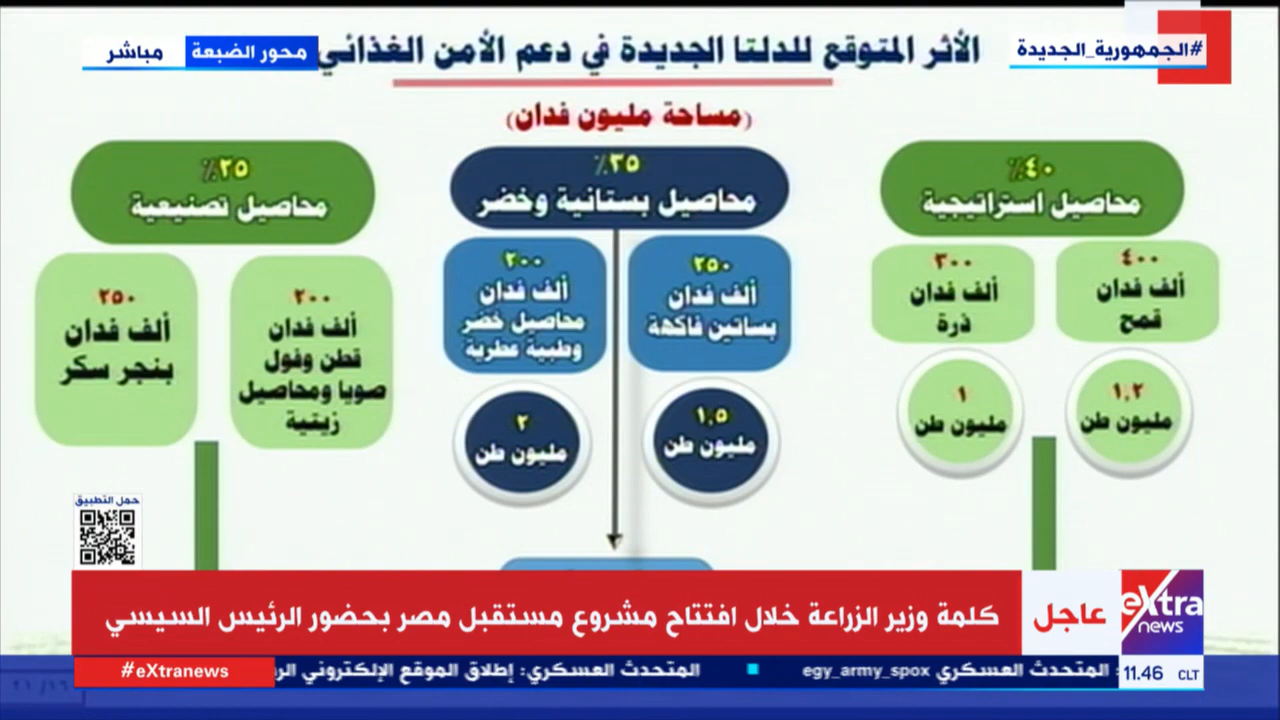 #الجمهورية_الجديدة
محور الضبعة
مباشر
الأثر المتوقع للدلتا الجديدة في دعم الأمن الغذائي
(مساحة مليون فدان)
٪٤٠
محاصيل استراتيجية
٤٠٠
ألف فدان
قمح
١,٢
مليون طن
٣٠٠
ألف فدان
ذرة
١
مليون طن
٪٣٥
محاصيل بستانية وخضر
٢٥٠
ألف فدان
بساتين فاكهة
١,٥
مليون طن
٢٠٠
ألف فدان
محاصيل خضر
وطبية عطرية
٢
مليون طن
٪٢٥
محاصيل تصنيعية
٢٠٠
ألف فدان
قطن وفول
صويا ومحاصيل
زيتية
٢٥٠
ألف فدان
بنجر سكر
حمل التطبيق
عاجل
كلمة وزير الزراعة خلال افتتاح مشروع مستقبل مصر بحضور الرئيس السيسي
eXtra
news
المتحدث العسكري egy_army_spox
المتحدث العسكري: إطلاق الموقع الإلكتروني
#eXtranews
11.46 CLT